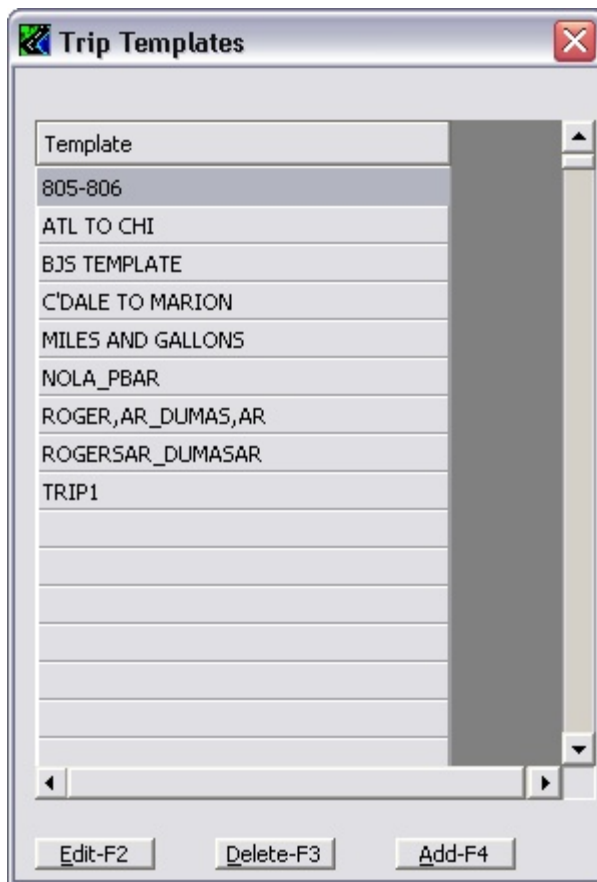 Trip Templates
Template
805-806
ATL TO CHI
BJS TEMPLATE
C'DALE TO MARION
MILES AND GALLONS
NOLA_PBAR
ROGER,AR_DUMAS,AR
ROGERSAR_DUMASAR
TRIP1
Edit-F2 Delete-F3 Add-F4